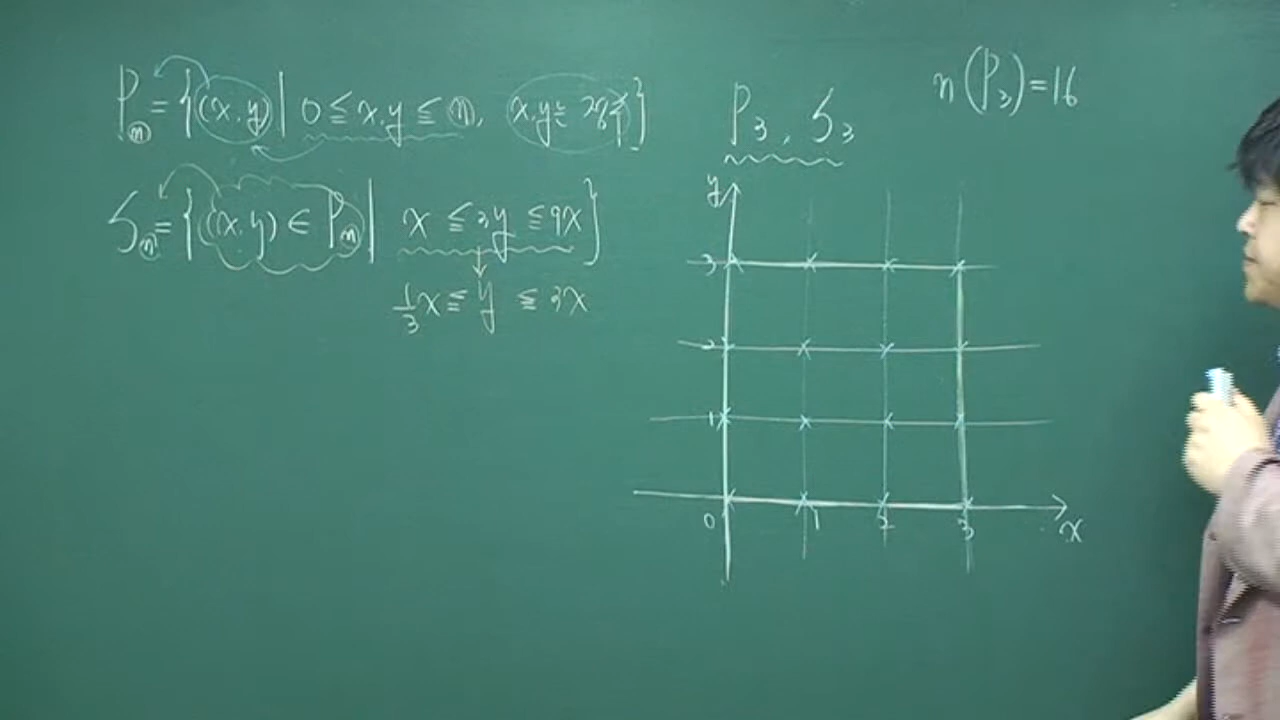 Pₙ = {(x, y) | 0 ≦ x, y ≦ n, x, y는 정수}
Sₙ = {(x, y) ∈ Pₙ | x ≦ 3y ≦ 9x}
1/3 x ≦ y ≦ 3x
P₃, S₃
n(P₃) = 16
y
3
2
1
0 1 2 3 x